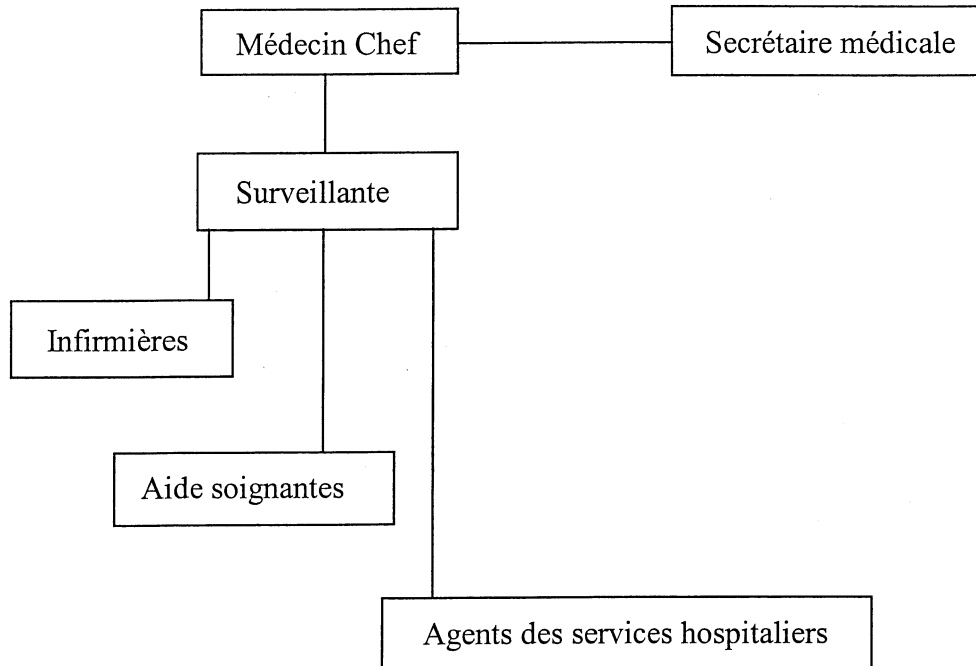 Médecin Chef
Secrétaire médicale
Surveillante
Infirmières
Aide soignantes
Agents des services hospitaliers